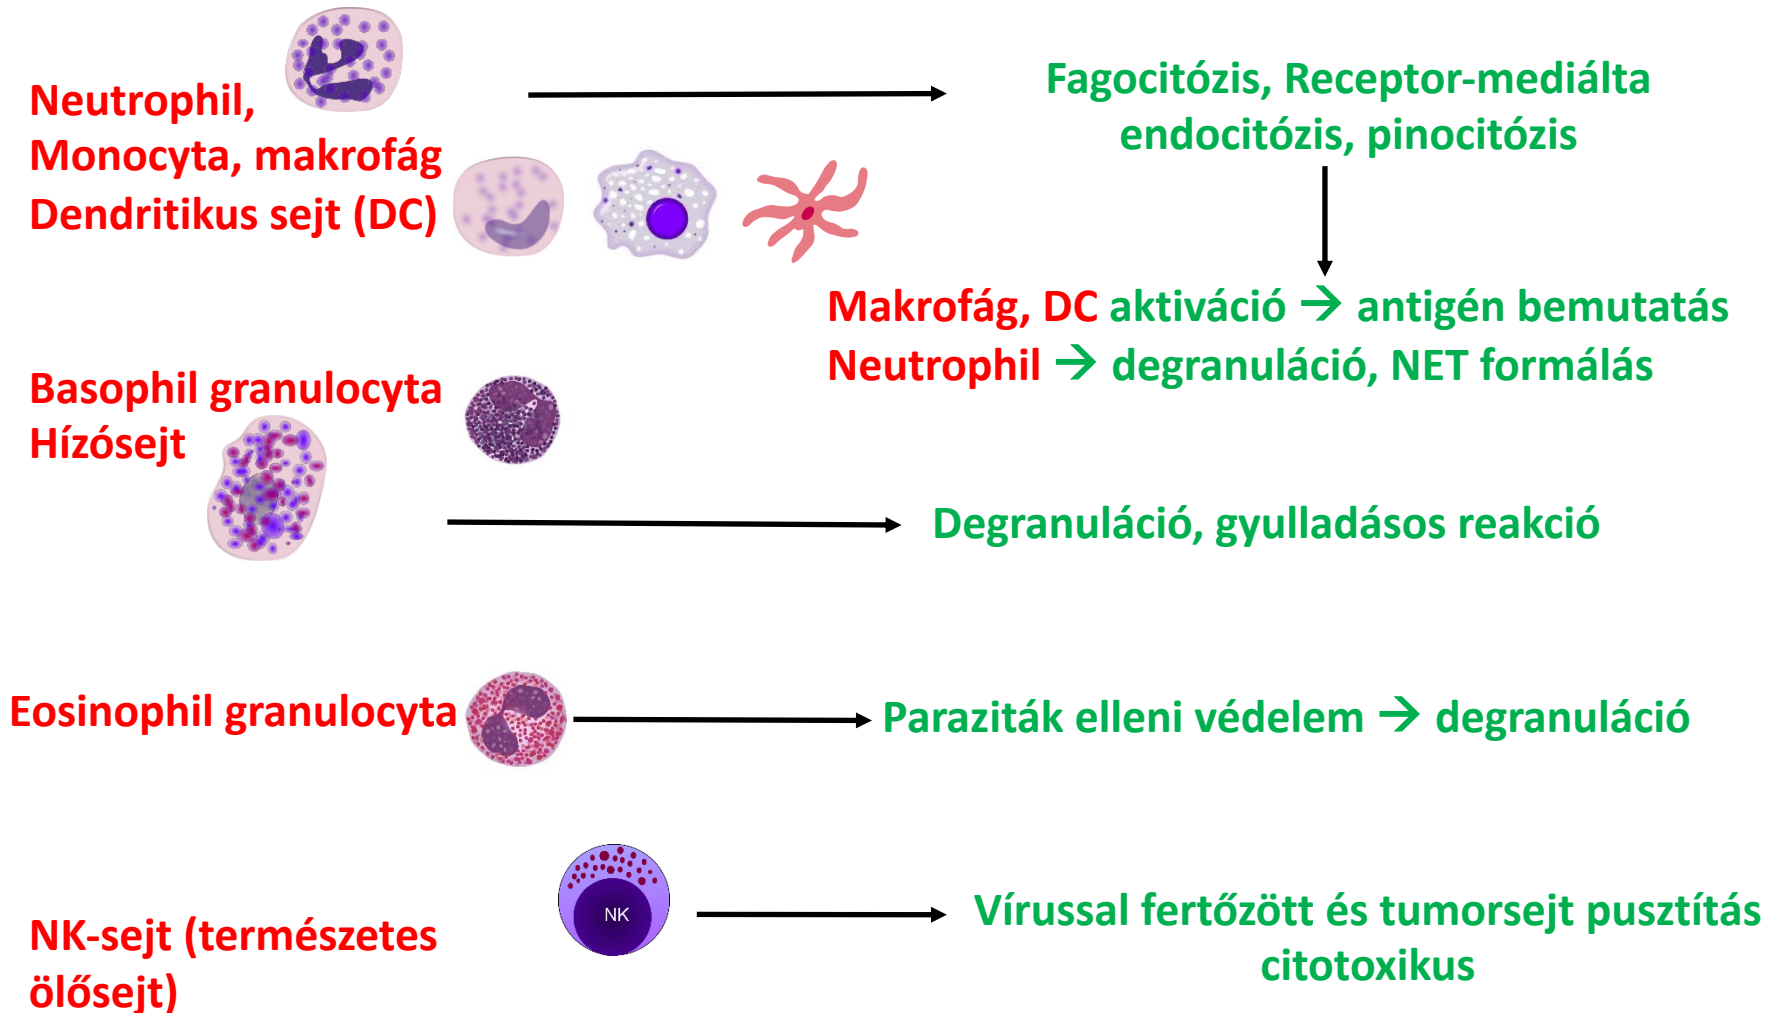 Neutrophil,
Monocyta, makrofág
Dendritikus sejt (DC)
Fagocitózis, Receptor-mediálta
endocitózis, pinocitózis
Makrofág, DC aktiváció → antigén bemutatás
Neutrophil → degranuláció, NET formálás
Basophil granulocyta
Hízósejt
Degranuláció, gyulladásos reakció
Eosinophil granulocyta
Paraziták elleni védelem → degranuláció
NK-sejt (természetes
ölősejt)
NK
Vírussal fertőzött és tumorsejt pusztítás
citotoxikus